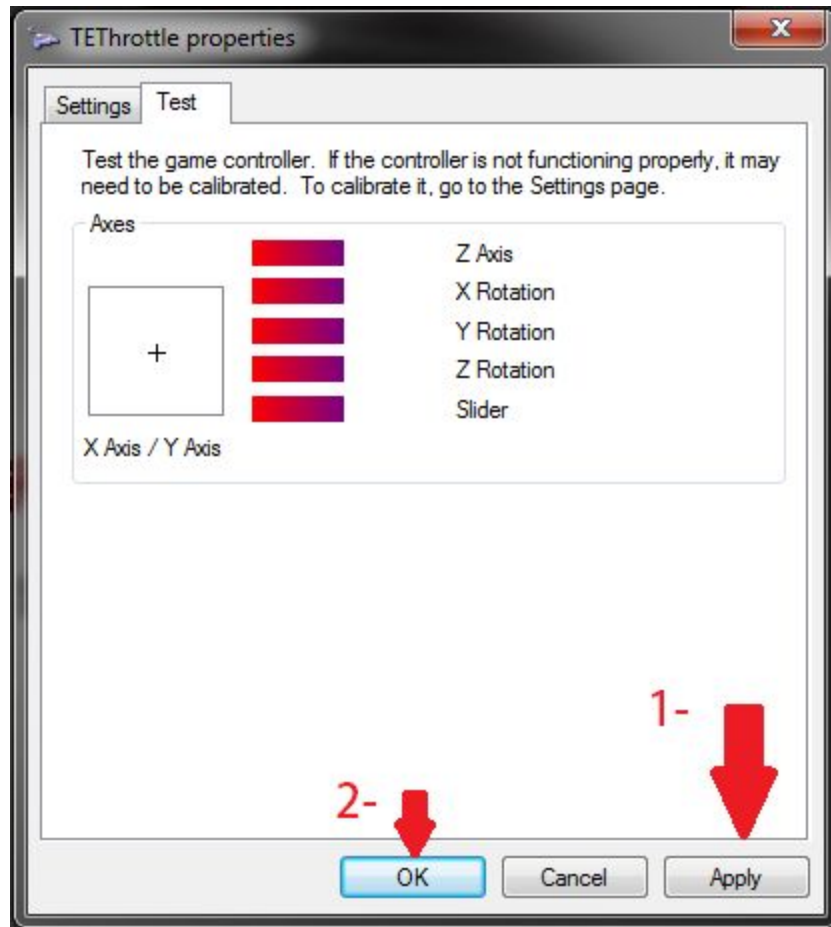 TEThrottle properties
Settings
Test
Test the game controller. If the controller is not functioning properly, it may
need to be calibrated. To calibrate it, go to the Settings page.
Axes
Z Axis
X Rotation
Y Rotation
Z Rotation
Slider
X Axis / Y Axis
1-
2-
OK
Cancel
Apply